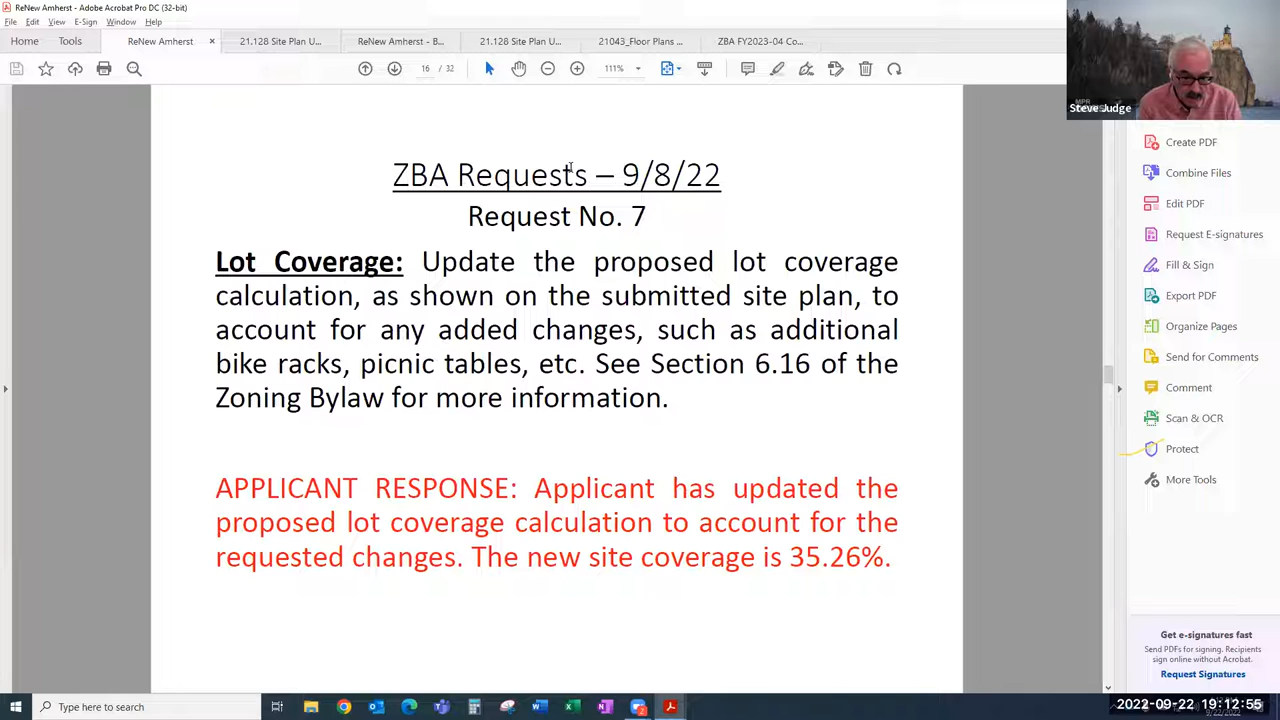 ReNew Amherst - Adobe Acrobat Pro DC (32-bit)
File Edit View E-Sign Window Help
Home Tools ReNew Amherst × 21.128 Site Plan U... ReNew Amherst - B... 21.128 Site Plan U... 21043_Floor Plans ... ZBA FY2023-04 Co...
16 / 32 111%
Steve Judge
ZBA Requests – 9/8/22
Request No. 7
Lot Coverage: Update the proposed lot coverage
calculation, as shown on the submitted site plan, to
account for any added changes, such as additional
bike racks, picnic tables, etc. See Section 6.16 of the
Zoning Bylaw for more information.
APPLICANT RESPONSE: Applicant has updated the
proposed lot coverage calculation to account for the
requested changes. The new site coverage is 35.26%.
Create PDF
Combine Files
Edit PDF
Request E-signatures
Fill & Sign
Export PDF
Organize Pages
Send for Comments
Comment
Scan & OCR
Protect
More Tools
Get e-signatures fast
Send PDFs for signing. Recipients
sign online without Acrobat.
Request Signatures
Type here to search
2022-09-22 19:12:55